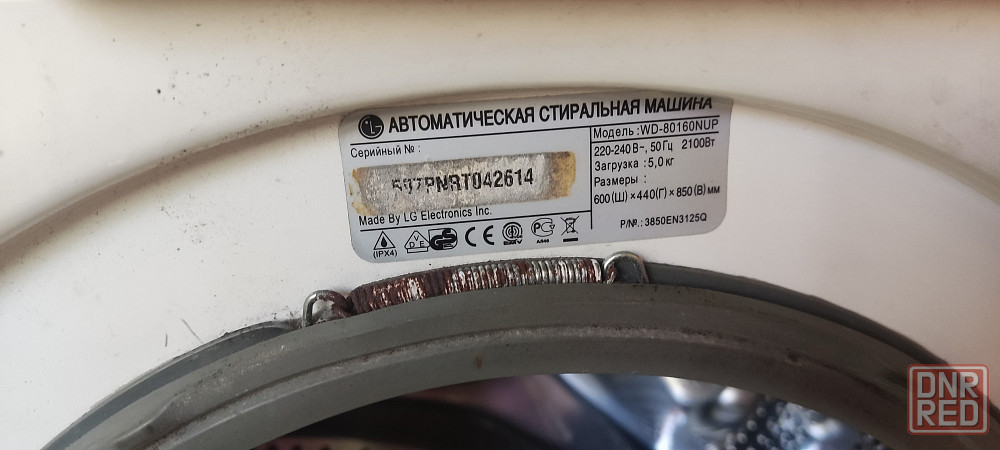 LG АВТОМАТИЧЕСКАЯ СТИРАЛЬНАЯ МАШИНА
Серийный № :
Made By LG Electronics Inc.
(IPX4)
Модель :WD-80160NUP
220-240 В~, 50 Гц 2100Вт
Загрузка : 5,0 кг
Размеры :
600 (Ш) ×440(Г) × 850 (В) мм
P/№. : 3850EN3125Q
DNR
RED